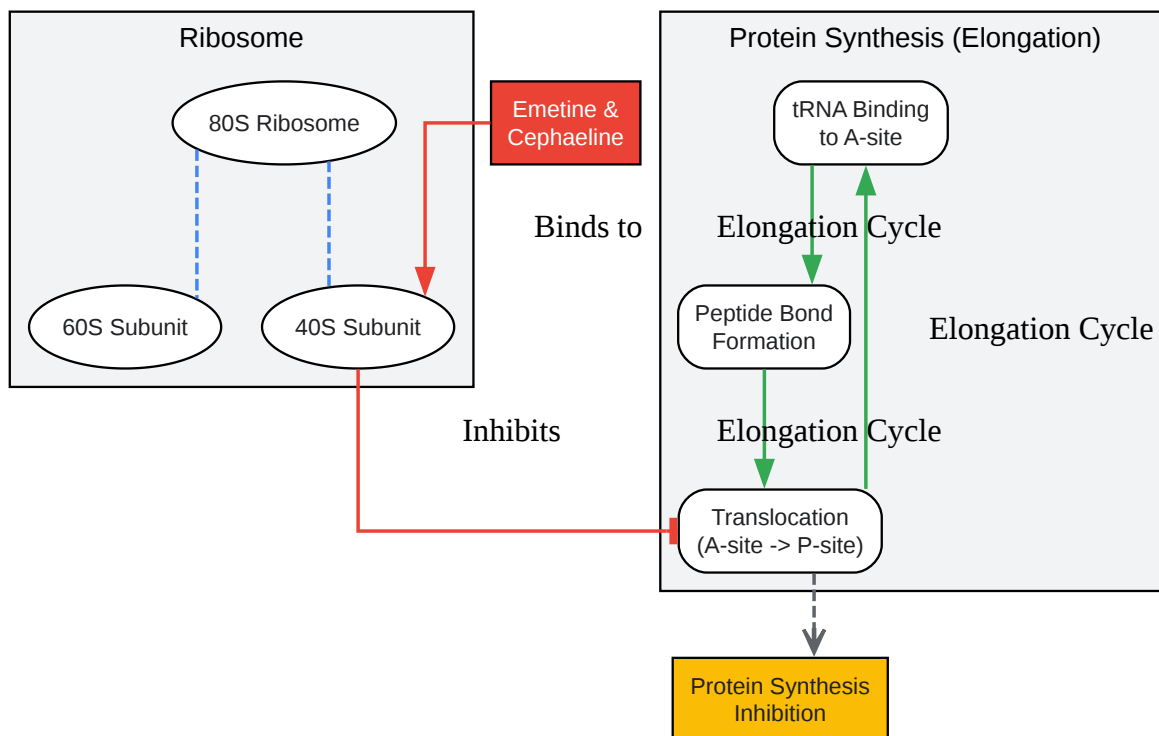 Ribosome
80S Ribosome
60S Subunit
40S Subunit
Emetine &
Cephaeline
Binds to
Inhibits
Protein Synthesis (Elongation)
tRNA Binding
to A-site
Elongation Cycle
Peptide Bond
Formation
Elongation Cycle
Elongation Cycle
Translocation
(A-site -> P-site)
Protein Synthesis
Inhibition